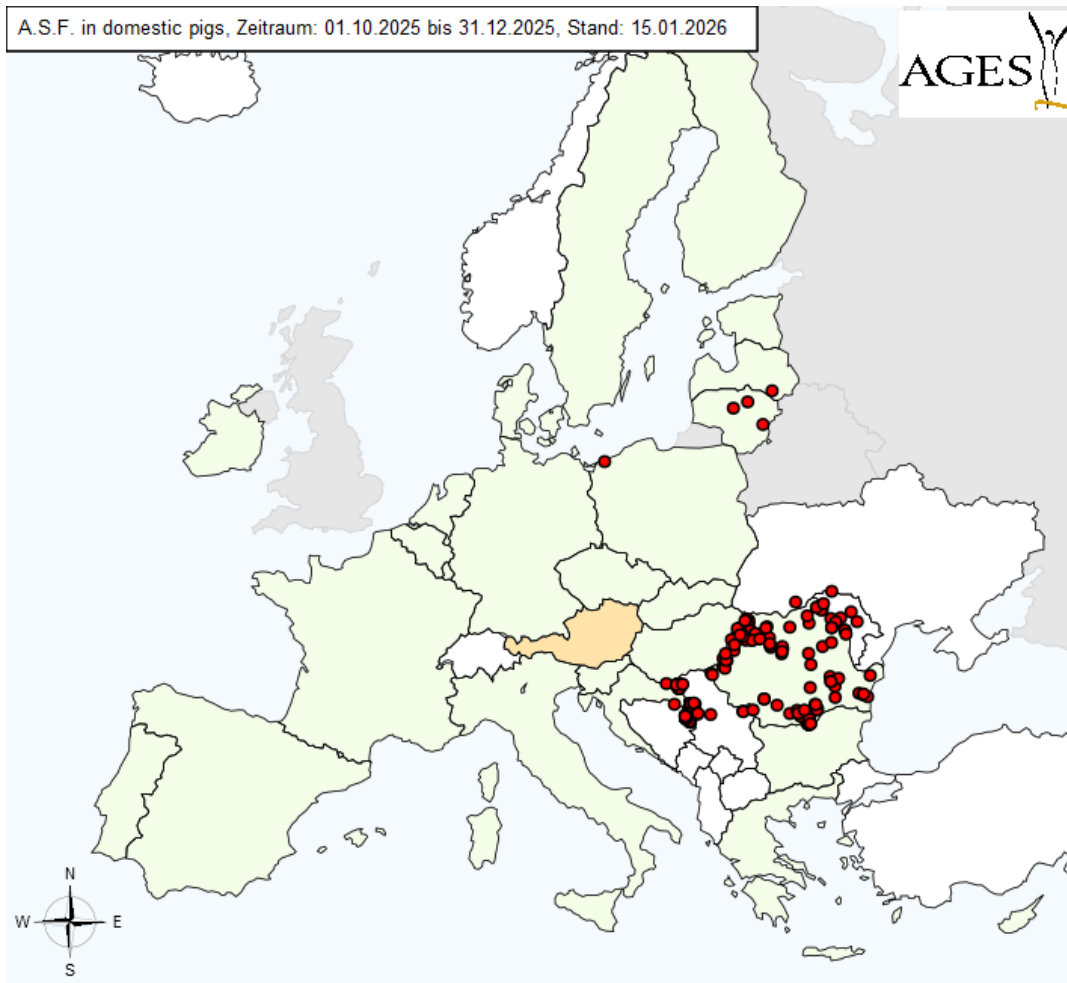 A.S.F. in domestic pigs, Zeitraum: 01.10.2025 bis 31.12.2025, Stand: 15.01.2026
AGES
N
W
E
S